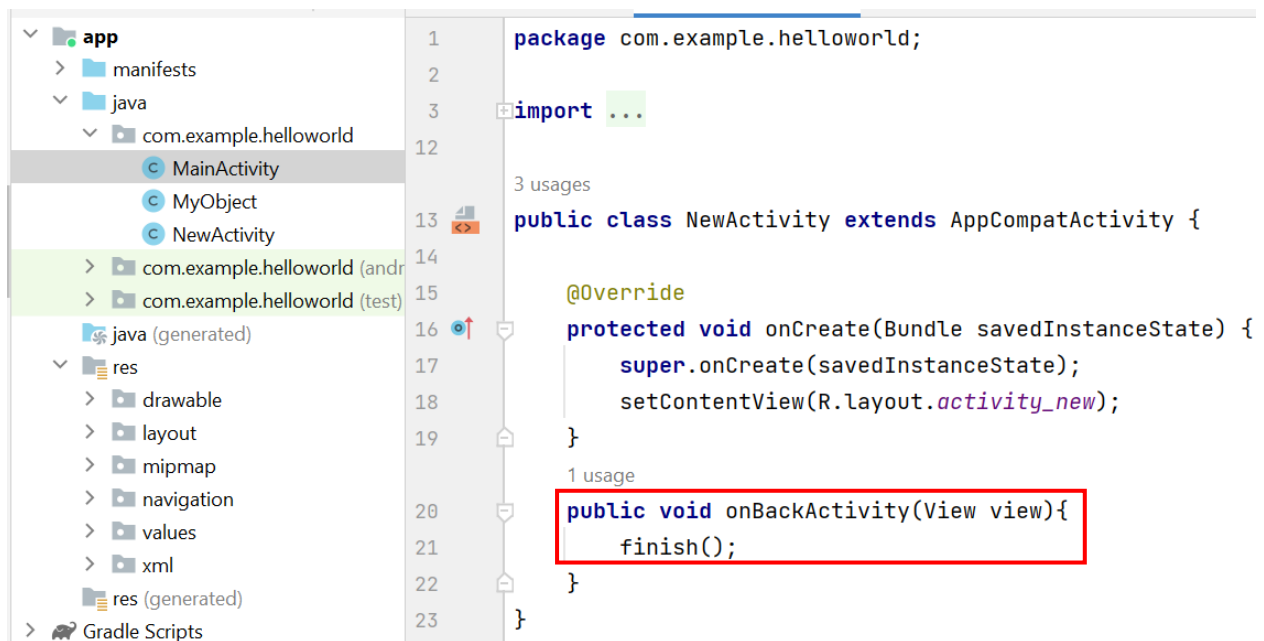 app
manifests
java
com.example.helloworld
MainActivity
MyObject
NewActivity
com.example.helloworld (andr
com.example.helloworld (test)
java (generated)
res
drawable
layout
mipmap
navigation
values
xml
res (generated)
Gradle Scripts
1 package com.example.helloworld;
2
3 import ...
12
3 usages
13 public class NewActivity extends AppCompatActivity {
14
15 @Override
16 protected void onCreate(Bundle savedInstanceState) {
17 super.onCreate(savedInstanceState);
18 setContentView(R.layout.activity_new);
19 }
1 usage
20 public void onBackActivity(View view){
21 finish();
22 }
23 }